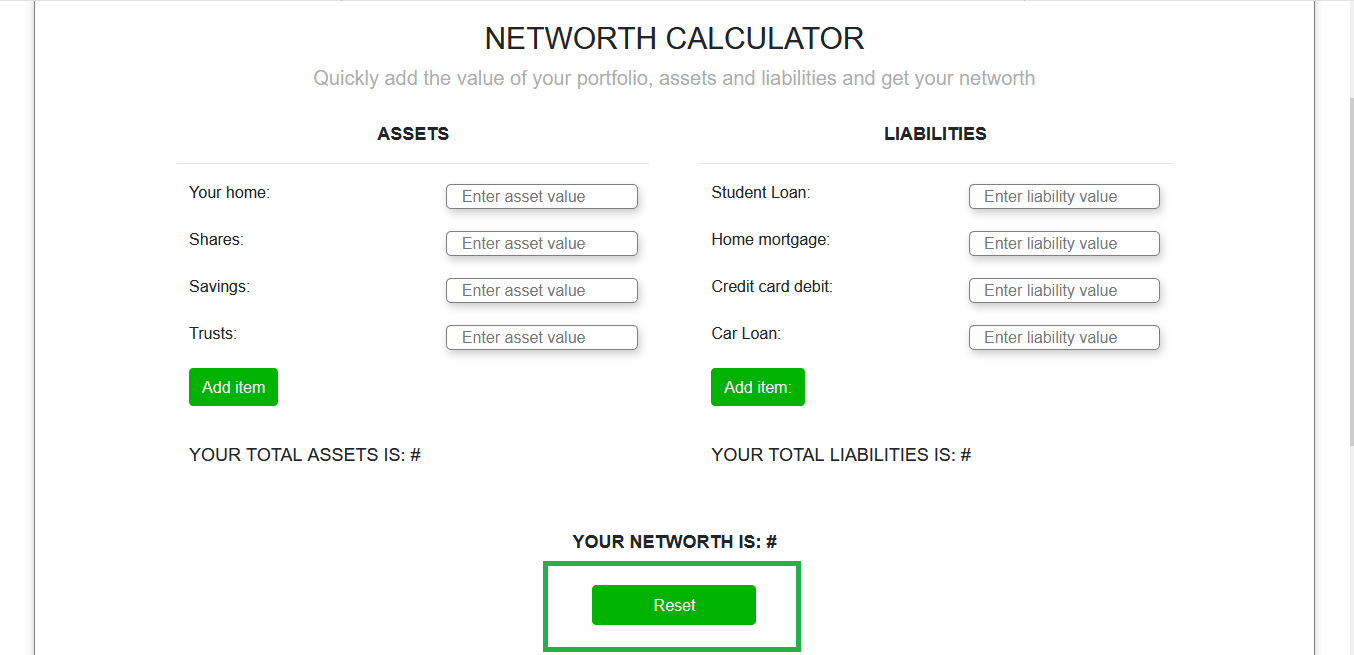 NETWORTH CALCULATOR
Quickly add the value of your portfolio, assets and liabilities and get your networth
ASSETS
Your home: Enter asset value
Shares: Enter asset value
Savings: Enter asset value
Trusts: Enter asset value
Add item
YOUR TOTAL ASSETS IS: #
LIABILITIES
Student Loan: Enter liability value
Home mortgage: Enter liability value
Credit card debit: Enter liability value
Car Loan: Enter liability value
Add item:
YOUR TOTAL LIABILITIES IS: #
YOUR NETWORTH IS: #
Reset